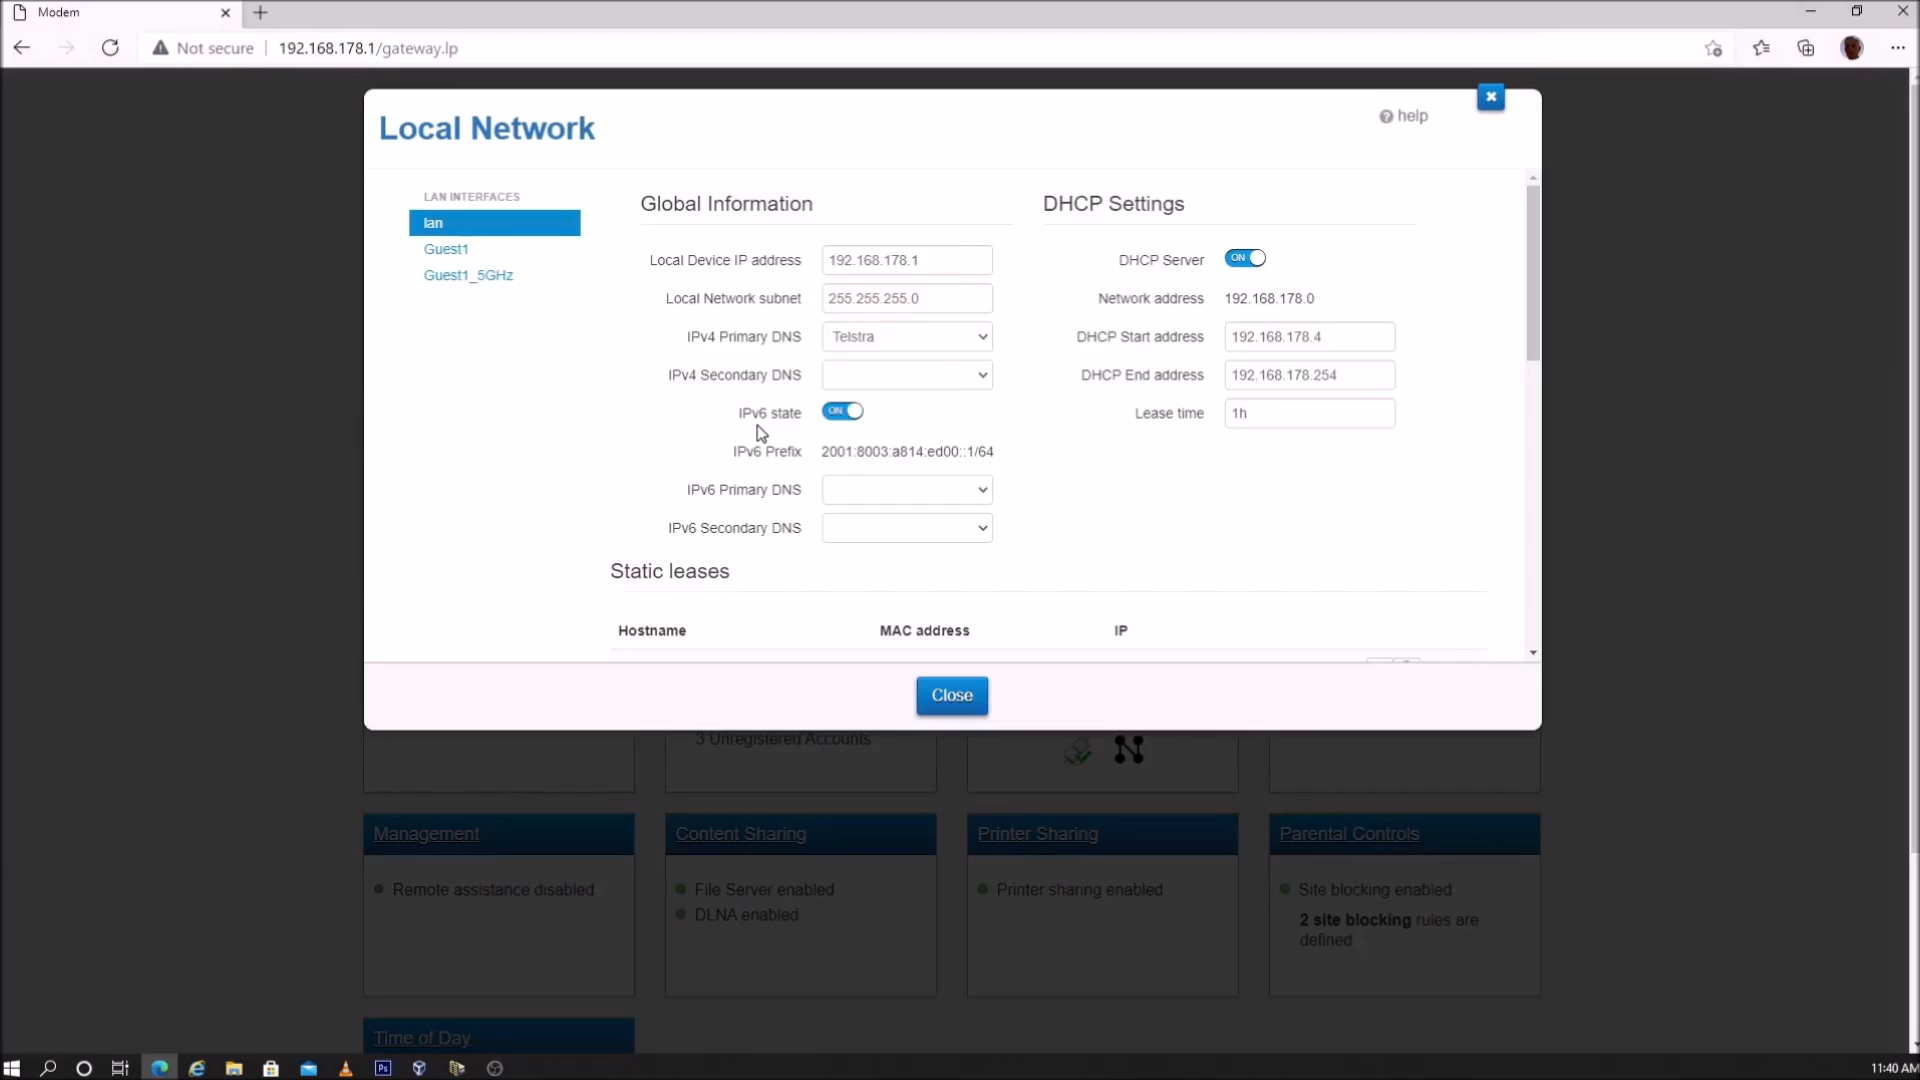 Modem
Not secure 192.168.178.1/gateway.lp
Local Network
help
LAN INTERFACES
lan
Guest1
Guest1_5GHz
Global Information
Local Device IP address 192.168.178.1
Local Network subnet 255.255.255.0
IPv4 Primary DNS Telstra
IPv4 Secondary DNS
IPv6 state ON
IPv6 Prefix 2001:8003:a814:ed00::1/64
IPv6 Primary DNS
IPv6 Secondary DNS
DHCP Settings
DHCP Server ON
Network address 192.168.178.0
DHCP Start address 192.168.178.4
DHCP End address 192.168.178.254
Lease time 1h
Static leases
Hostname MAC address IP
Close
3 Unregistered Accounts
Management
Remote assistance disabled
Content Sharing
File Server enabled
DLNA enabled
Printer Sharing
Printer sharing enabled
Parental Controls
Site blocking enabled
2 site blocking rules are
defined
Time of Day
Ps
11:40 AM